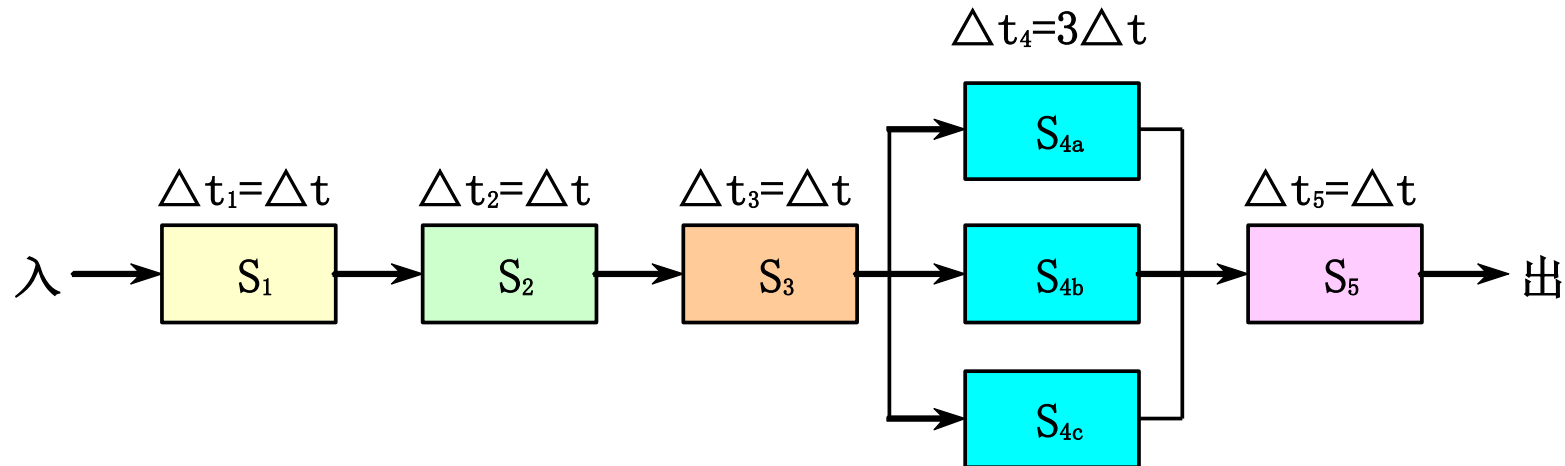 △t₄=3△t
S₄ₐ
△t₁=△t △t₂=△t △t₃=△t △t₅=△t
入 S₁ S₂ S₃ S₄b S₅ 出
S₄c